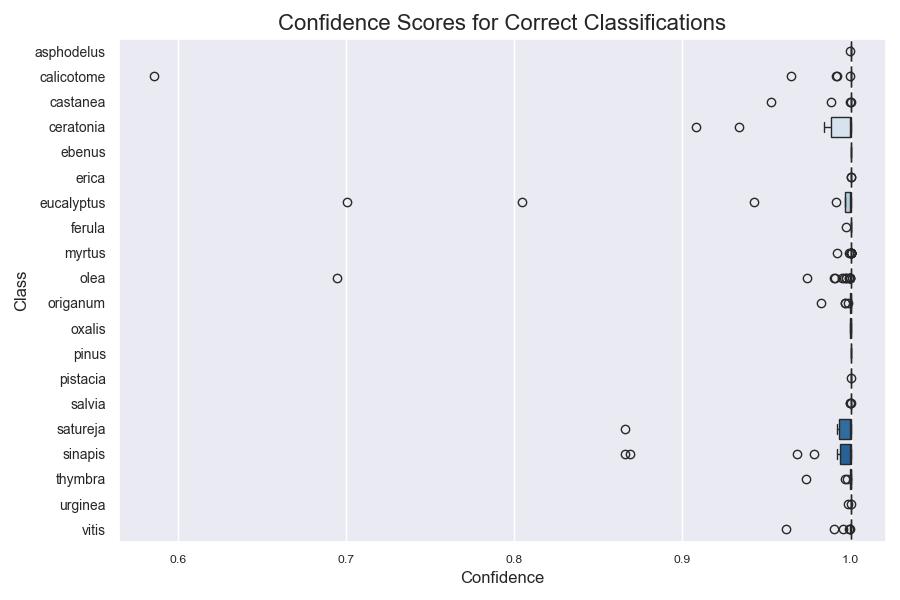 Confidence Scores for Correct Classifications
asphodelus
calicotome
castanea
ceratonia
ebenus
erica
eucalyptus
ferula
myrtus
olea
origanum
oxalis
pinus
pistacia
salvia
satureja
sinapis
thymbra
urginea
vitis
Class
0.6 0.7 0.8 0.9 1.0
Confidence